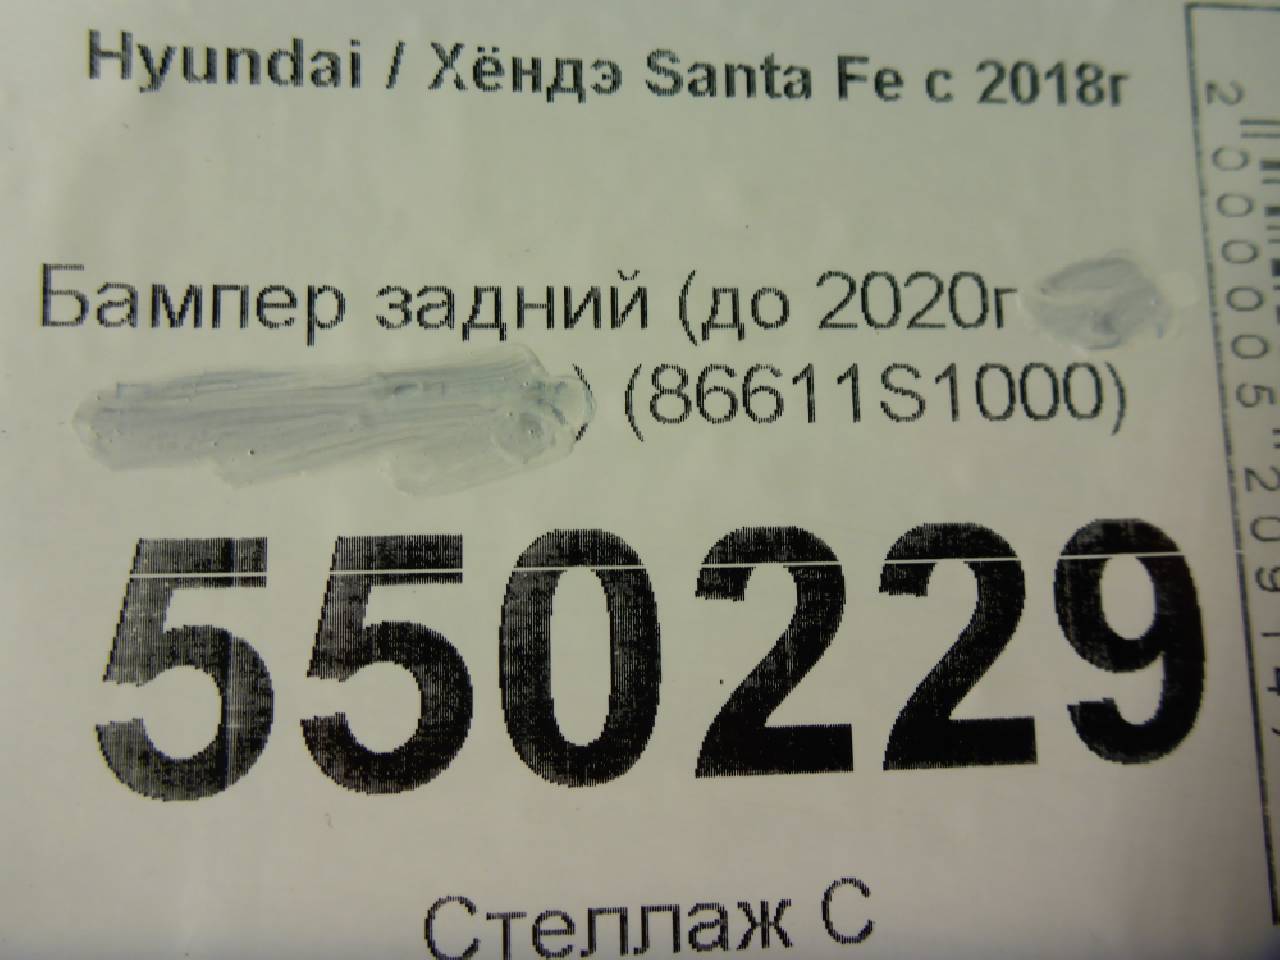 Hyundai / Хёндэ Santa Fe с 2018г
Бампер задний (до 2020г
) (86611S1000)
550229
Стеллаж С